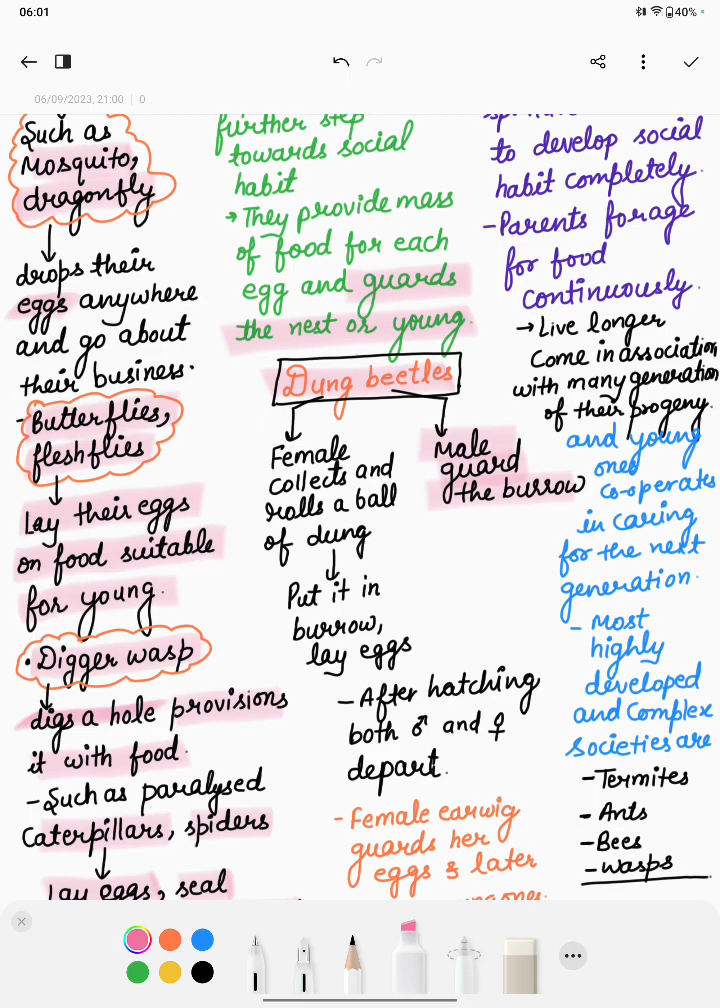 06:01
40%
06/09/2023, 21:00 | 0
Such as
Mosquito,
dragonfly
drops their
eggs anywhere
and go about
their business.
- Butterflies,
flesh flies
Lay their eggs
on food suitable
for young.
• Digger wasp
digs a hole provisions
it with food.
- Such as paralysed
Caterpillars, spiders
Lay eggs, seal
further step
towards social
habit
→ They provide mass
of food for each
egg and guards
the nest or young.
Dung beetles
Female
collects and
rolls a ball
of dung
Put it in
burrow,
lay eggs
Male
guard
the burrow
- After hatching
both ♂ and ♀
depart.
- Female earwig
guards her
eggs & later
to develop social
habit completely.
- Parents forage
for food
continuously.
→ Live longer
Come in association
with many generation
of their progeny.
and young
ones
co-operates
in caring
for the next
generation.
- Most
highly
developed
and Complex
societies are
- Termites
- Ants
- Bees
- wasps